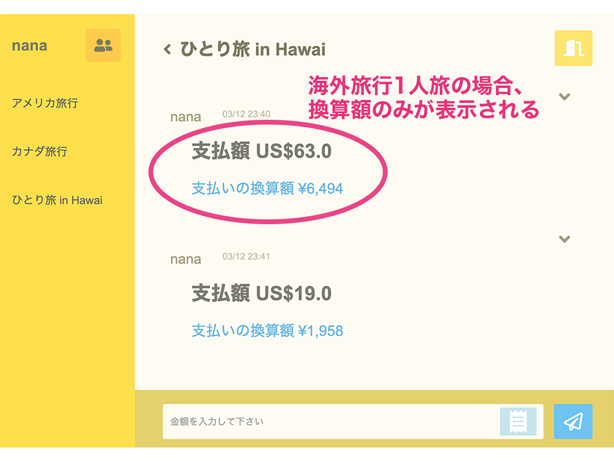 nana
アメリカ旅行
カナダ旅行
ひとり旅 in Hawai
ひとり旅 in Hawai
海外旅行1人旅の場合、
換算額のみが表示される
nana 03/12 23:40
支払額 US$63.0
支払いの換算額 ¥6,494
nana 03/12 23:41
支払額 US$19.0
支払いの換算額 ¥1,958
金額を入力して下さい